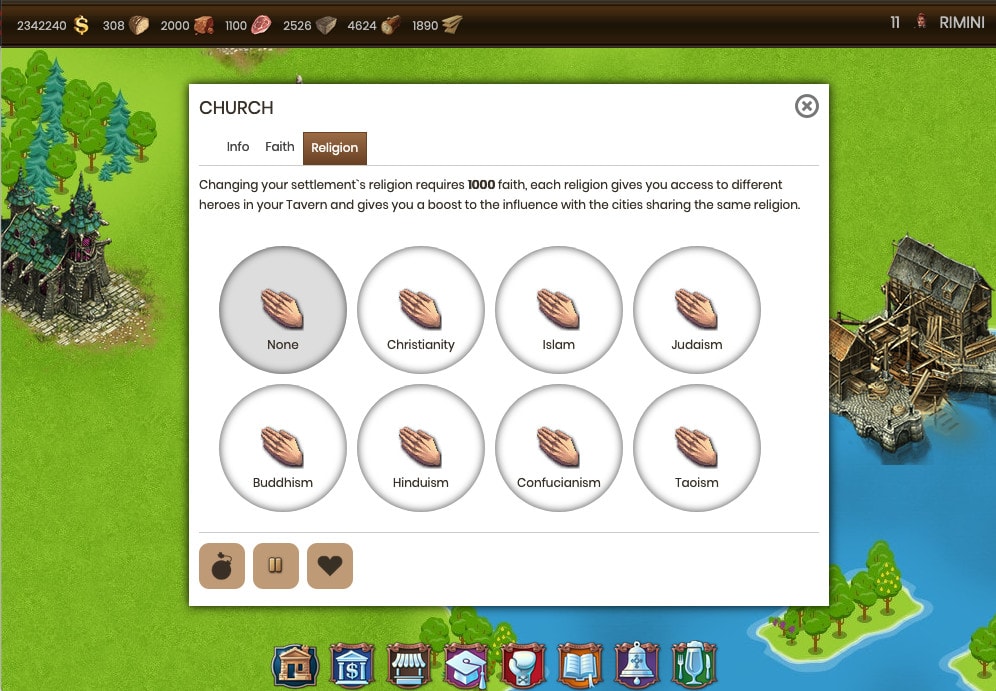 2342240 $ 308 2000 1100 2526 4624 1890 11 RIMINI
CHURCH
Info Faith Religion
Changing your settlement`s religion requires 1000 faith, each religion gives you access to different
heroes in your Tavern and gives you a boost to the influence with the cities sharing the same religion.
None Christianity Islam Judaism
Buddhism Hinduism Confucianism Taoism
$